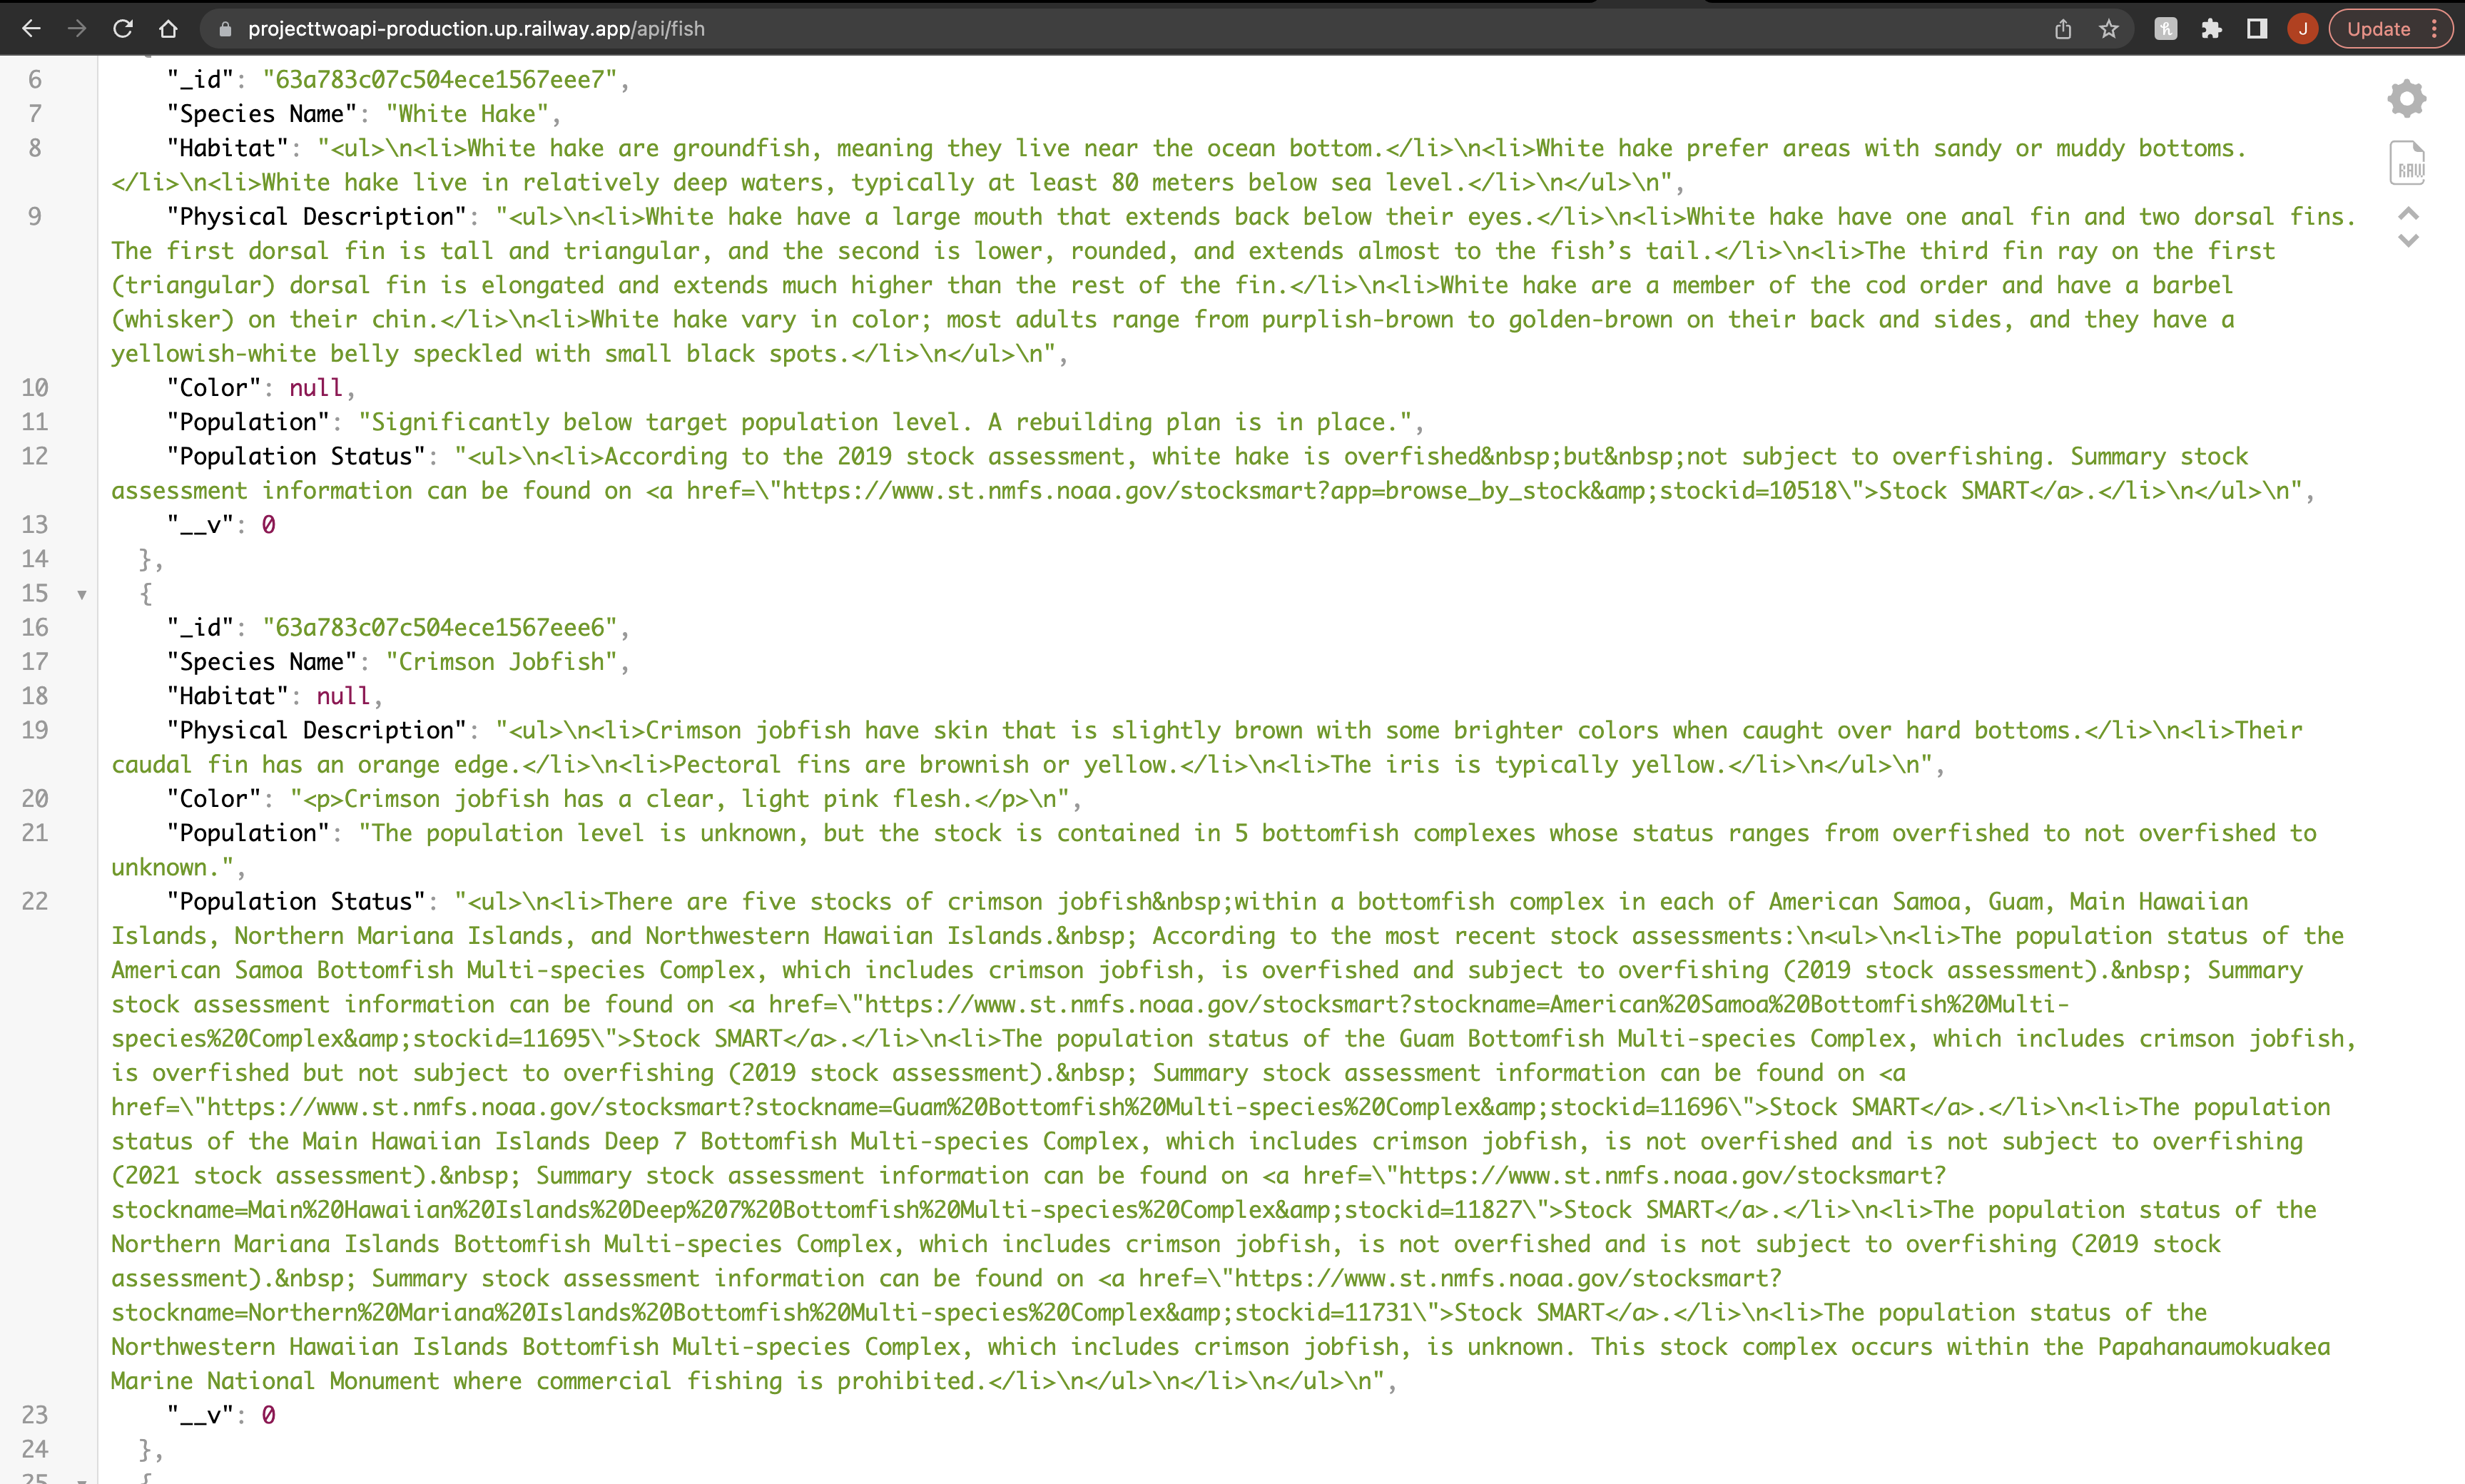 projecttwoapi-production.up.railway.app/api/fish
J
Update
RAW
6 "_id": "63a783c07c504ece1567eee7",
7 "Species Name": "White Hake",
8 "Habitat": "<ul>\n<li>White hake are groundfish, meaning they live near the ocean bottom.</li>\n<li>White hake prefer areas with sandy or muddy bottoms.
</li>\n<li>White hake live in relatively deep waters, typically at least 80 meters below sea level.</li>\n</ul>\n",
9 "Physical Description": "<ul>\n<li>White hake have a large mouth that extends back below their eyes.</li>\n<li>White hake have one anal fin and two dorsal fins.
The first dorsal fin is tall and triangular, and the second is lower, rounded, and extends almost to the fish’s tail.</li>\n<li>The third fin ray on the first
(triangular) dorsal fin is elongated and extends much higher than the rest of the fin.</li>\n<li>White hake are a member of the cod order and have a barbel
(whisker) on their chin.</li>\n<li>White hake vary in color; most adults range from purplish-brown to golden-brown on their back and sides, and they have a
yellowish-white belly speckled with small black spots.</li>\n</ul>\n",
10 "Color": null,
11 "Population": "Significantly below target population level. A rebuilding plan is in place.",
12 "Population Status": "<ul>\n<li>According to the 2019 stock assessment, white hake is overfished&nbsp;but&nbsp;not subject to overfishing. Summary stock
assessment information can be found on <a href=\"https://www.st.nmfs.noaa.gov/stocksmart?app=browse_by_stock&amp;stockid=10518\">Stock SMART</a>.</li>\n</ul>\n",
13 "__v": 0
14 },
15 {
16 "_id": "63a783c07c504ece1567eee6",
17 "Species Name": "Crimson Jobfish",
18 "Habitat": null,
19 "Physical Description": "<ul>\n<li>Crimson jobfish have skin that is slightly brown with some brighter colors when caught over hard bottoms.</li>\n<li>Their
caudal fin has an orange edge.</li>\n<li>Pectoral fins are brownish or yellow.</li>\n<li>The iris is typically yellow.</li>\n</ul>\n",
20 "Color": "<p>Crimson jobfish has a clear, light pink flesh.</p>\n",
21 "Population": "The population level is unknown, but the stock is contained in 5 bottomfish complexes whose status ranges from overfished to not overfished to
unknown.",
22 "Population Status": "<ul>\n<li>There are five stocks of crimson jobfish&nbsp;within a bottomfish complex in each of American Samoa, Guam, Main Hawaiian
Islands, Northern Mariana Islands, and Northwestern Hawaiian Islands.&nbsp; According to the most recent stock assessments:\n<ul>\n<li>The population status of the
American Samoa Bottomfish Multi-species Complex, which includes crimson jobfish, is overfished and subject to overfishing (2019 stock assessment).&nbsp; Summary
stock assessment information can be found on <a href=\"https://www.st.nmfs.noaa.gov/stocksmart?stockname=American%20Samoa%20Bottomfish%20Multi-
species%20Complex&amp;stockid=11695\">Stock SMART</a>.</li>\n<li>The population status of the Guam Bottomfish Multi-species Complex, which includes crimson jobfish,
is overfished but not subject to overfishing (2019 stock assessment).&nbsp; Summary stock assessment information can be found on <a
href=\"https://www.st.nmfs.noaa.gov/stocksmart?stockname=Guam%20Bottomfish%20Multi-species%20Complex&amp;stockid=11696\">Stock SMART</a>.</li>\n<li>The population
status of the Main Hawaiian Islands Deep 7 Bottomfish Multi-species Complex, which includes crimson jobfish, is not overfished and is not subject to overfishing
(2021 stock assessment).&nbsp; Summary stock assessment information can be found on <a href=\"https://www.st.nmfs.noaa.gov/stocksmart?
stockname=Main%20Hawaiian%20Islands%20Deep%207%20Bottomfish%20Multi-species%20Complex&amp;stockid=11827\">Stock SMART</a>.</li>\n<li>The population status of the
Northern Mariana Islands Bottomfish Multi-species Complex, which includes crimson jobfish, is not overfished and is not subject to overfishing (2019 stock
assessment).&nbsp; Summary stock assessment information can be found on <a href=\"https://www.st.nmfs.noaa.gov/stocksmart?
stockname=Northern%20Mariana%20Islands%20Bottomfish%20Multi-species%20Complex&amp;stockid=11731\">Stock SMART</a>.</li>\n<li>The population status of the
Northwestern Hawaiian Islands Bottomfish Multi-species Complex, which includes crimson jobfish, is unknown. This stock complex occurs within the Papahanaumokuakea
Marine National Monument where commercial fishing is prohibited.</li>\n</ul>\n</li>\n</ul>\n",
23 "__v": 0
24 },
25 {